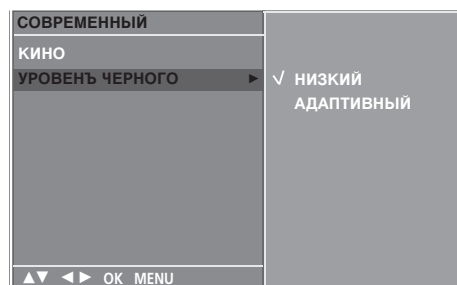 СОВРЕМЕННЫЙ
КИНО
УРОВЕНЪ ЧЕРНОГО ► √ НИЗКИЙ
АДАПТИВНЫЙ
▲▼ ◄► OK MENU